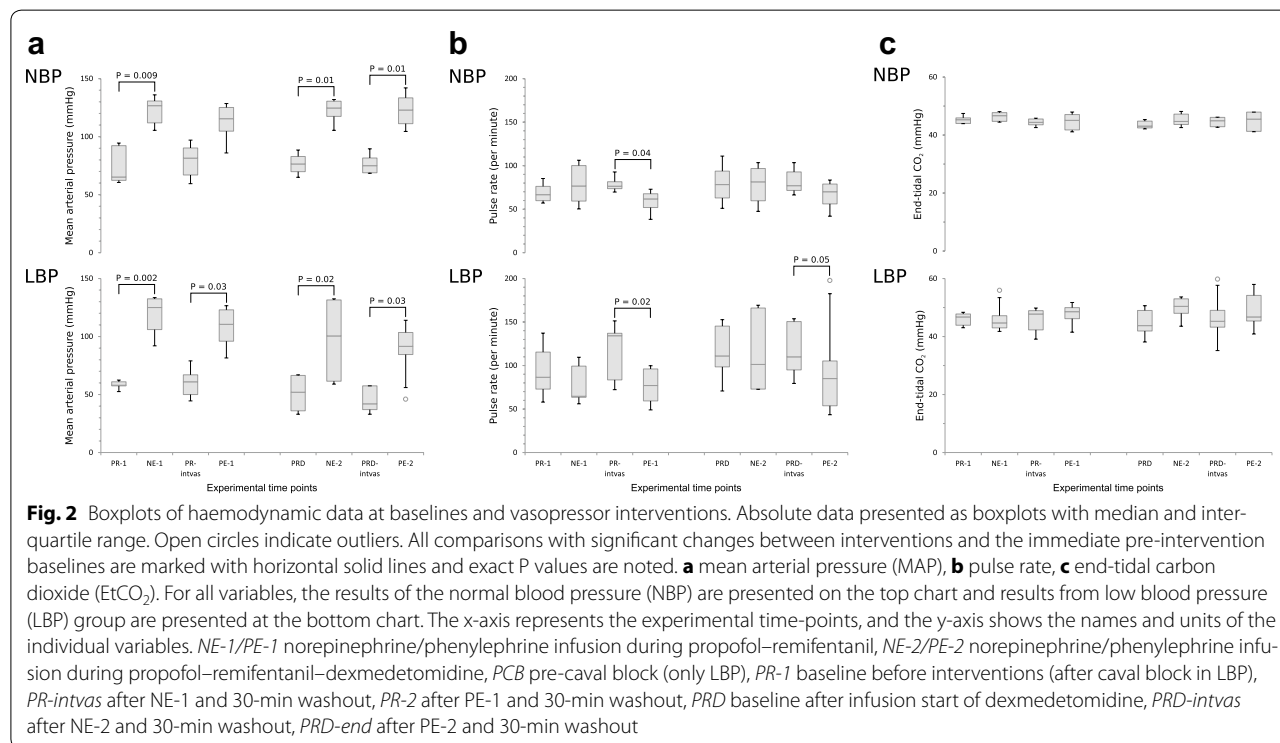 a
NBP
Mean arterial pressure (mmHg)
150
100
50
0
P = 0.009
P = 0.01
P = 0.01
LBP
Mean arterial pressure (mmHg)
150
100
50
0
P = 0.002
P = 0.03
P = 0.02
P = 0.03
PR-1 NE-1 PR-intvas PE-1 PRD NE-2 PRD-intvas PE-2
Experimental time points
b
NBP
Pulse rate (per minute)
200
150
100
50
0
P = 0.04
LBP
Pulse rate (per minute)
200
150
100
50
0
P = 0.02
P = 0.05
PR-1 NE-1 PR-intvas PE-1 PRD NE-2 PRD-intvas PE-2
Experimental time points
c
NBP
End-tidal CO₂ (mmHg)
60
40
20
0
LBP
End-tidal CO₂ (mmHg)
60
40
20
0
PR-1 NE-1 PR-intvas PE-1 PRD NE-2 PRD-intvas PE-2
Experimental time points
Fig. 2 Boxplots of haemodynamic data at baselines and vasopressor interventions. Absolute data presented as boxplots with median and inter-
quartile range. Open circles indicate outliers. All comparisons with significant changes between interventions and the immediate pre-intervention
baselines are marked with horizontal solid lines and exact P values are noted. a mean arterial pressure (MAP), b pulse rate, c end-tidal carbon
dioxide (EtCO₂). For all variables, the results of the normal blood pressure (NBP) are presented on the top chart and results from low blood pressure
(LBP) group are presented at the bottom chart. The x-axis represents the experimental time-points, and the y-axis shows the names and units of the
individual variables. NE-1/PE-1 norepinephrine/phenylephrine infusion during propofol–remifentanil, NE-2/PE-2 norepinephrine/phenylephrine infu-
sion during propofol–remifentanil–dexmedetomidine, PCB pre-caval block (only LBP), PR-1 baseline before interventions (after caval block in LBP),
PR-intvas after NE-1 and 30-min washout, PR-2 after PE-1 and 30-min washout, PRD baseline after infusion start of dexmedetomidine, PRD-intvas
after NE-2 and 30-min washout, PRD-end after PE-2 and 30-min washout